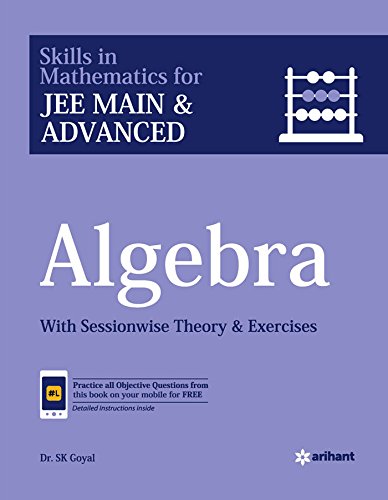 Skills in
Mathematics for
JEE MAIN &
ADVANCED
Algebra
With Sessionwise Theory & Exercises
#L
Practice all Objective Questions from
this book on your mobile for FREE
Detailed Instructions inside
Dr. SK Goyal
arihant